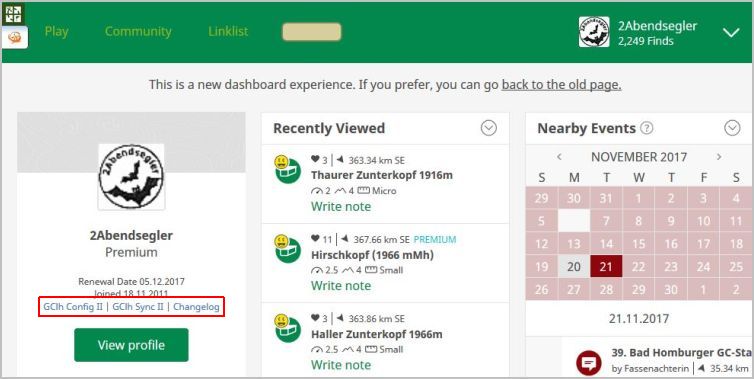 Play Community Linklist
2Abendsegler
2,249 Finds
This is a new dashboard experience. If you prefer, you can go back to the old page.
2Abendsegler
2Abendsegler
Premium
Renewal Date 05.12.2017
Joined 18.11.2011
GClh Config II | GClh Sync II | Changelog
View profile
Recently Viewed
3 | 363.34 km SE
Thaurer Zunterkopf 1916m
2 4 Micro
Write note
11 | 367.66 km SE PREMIUM
Hirschkopf (1966 mMh)
2.5 4 Small
Write note
3 | 363.86 km SE
Haller Zunterkopf 1966m
2.5 4 Small
Write note
Nearby Events ?
< NOVEMBER 2017 >
S M T W T F S
29 30 31 1 2 3 4
5 7 8 9 10 11
12 13 14 15 16 17 18
19 20 21 22 23 24 25
26 27 28 29 30 1 2
21.11.2017
39. Bad Homburger GC-Sta
by Fassenachterin | 35.34 km